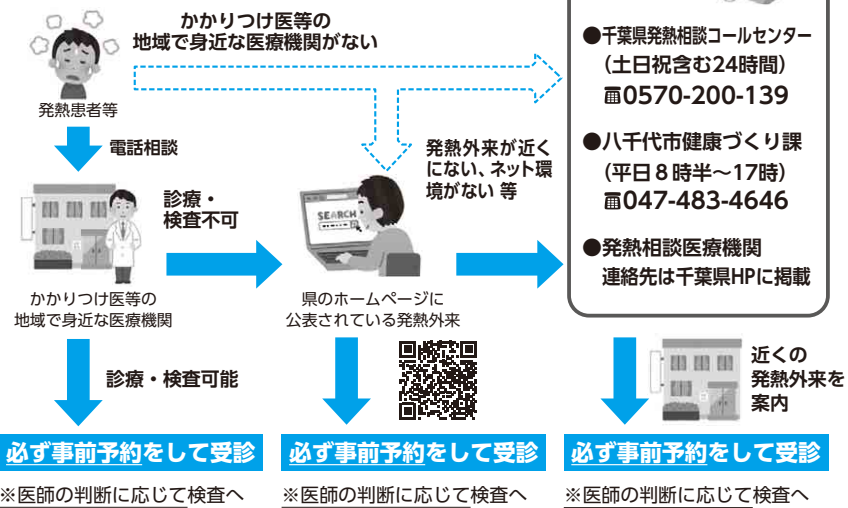 かかりつけ医等の
地域で身近な医療機関がない
発熱患者等
電話相談
診療・
検査不可
かかりつけ医等の
地域で身近な医療機関
診療・検査可能
必ず事前予約をして受診
※医師の判断に応じて検査へ
SEARCH
県のホームページに
公表されている発熱外来
必ず事前予約をして受診
※医師の判断に応じて検査へ
発熱外来が近く
にない、ネット環
境がない 等
●千葉県発熱相談コールセンター
(土日祝含む24時間)
☎0570-200-139
●八千代市健康づくり課
(平日8時半~17時)
☎047-483-4646
●発熱相談医療機関
連絡先は千葉県HPに掲載
近くの
発熱外来を
案内
必ず事前予約をして受診
※医師の判断に応じて検査へ